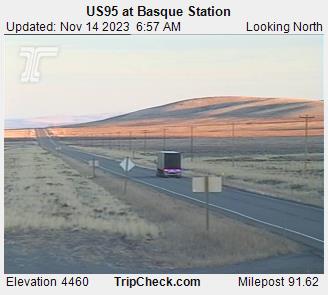 US95 at Basque Station
Updated: Nov 14 2023 6:57 AM Looking North
Elevation 4460 TripCheck.com Milepost 91.62